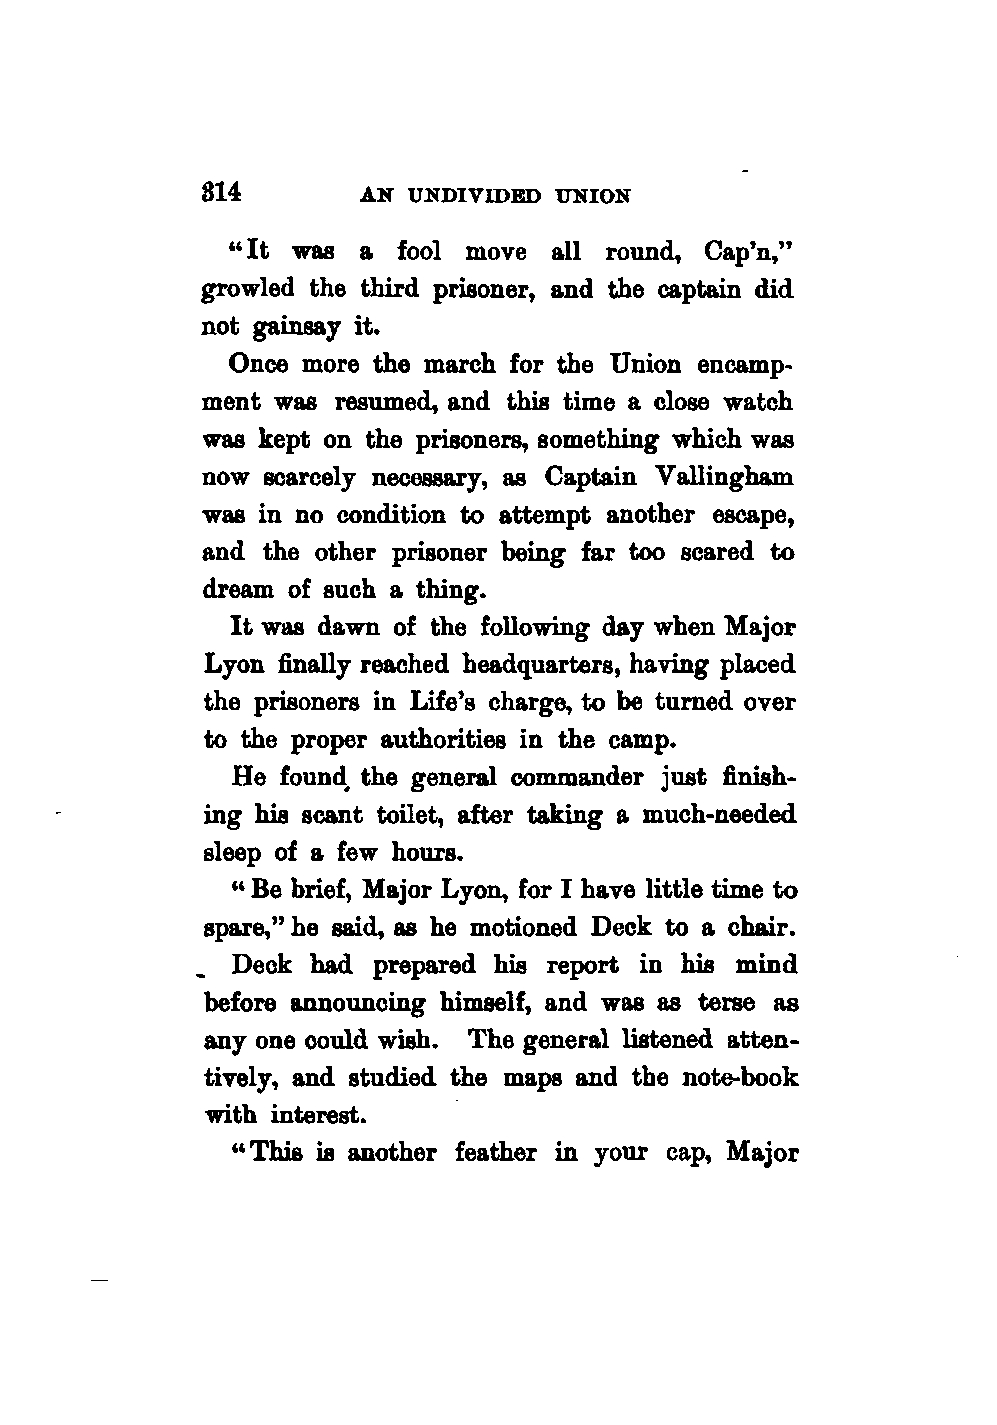 314 AN UNDIVIDED UNION
“It was a fool move all round, Cap’n,”
growled the third prisoner, and the captain did
not gainsay it.
Once more the march for the Union encamp-
ment was resumed, and this time a close watch
was kept on the prisoners, something which was
now scarcely necessary, as Captain Vallingham
was in no condition to attempt another escape,
and the other prisoner being far too scared to
dream of such a thing.
It was dawn of the following day when Major
Lyon finally reached headquarters, having placed
the prisoners in Life’s charge, to be turned over
to the proper authorities in the camp.
He found the general commander just finish-
ing his scant toilet, after taking a much-needed
sleep of a few hours.
“Be brief, Major Lyon, for I have little time to
spare,” he said, as he motioned Deck to a chair.
Deck had prepared his report in his mind
before announcing himself, and was as terse as
any one could wish. The general listened atten-
tively, and studied the maps and the note-book
with interest.
“This is another feather in your cap, Major